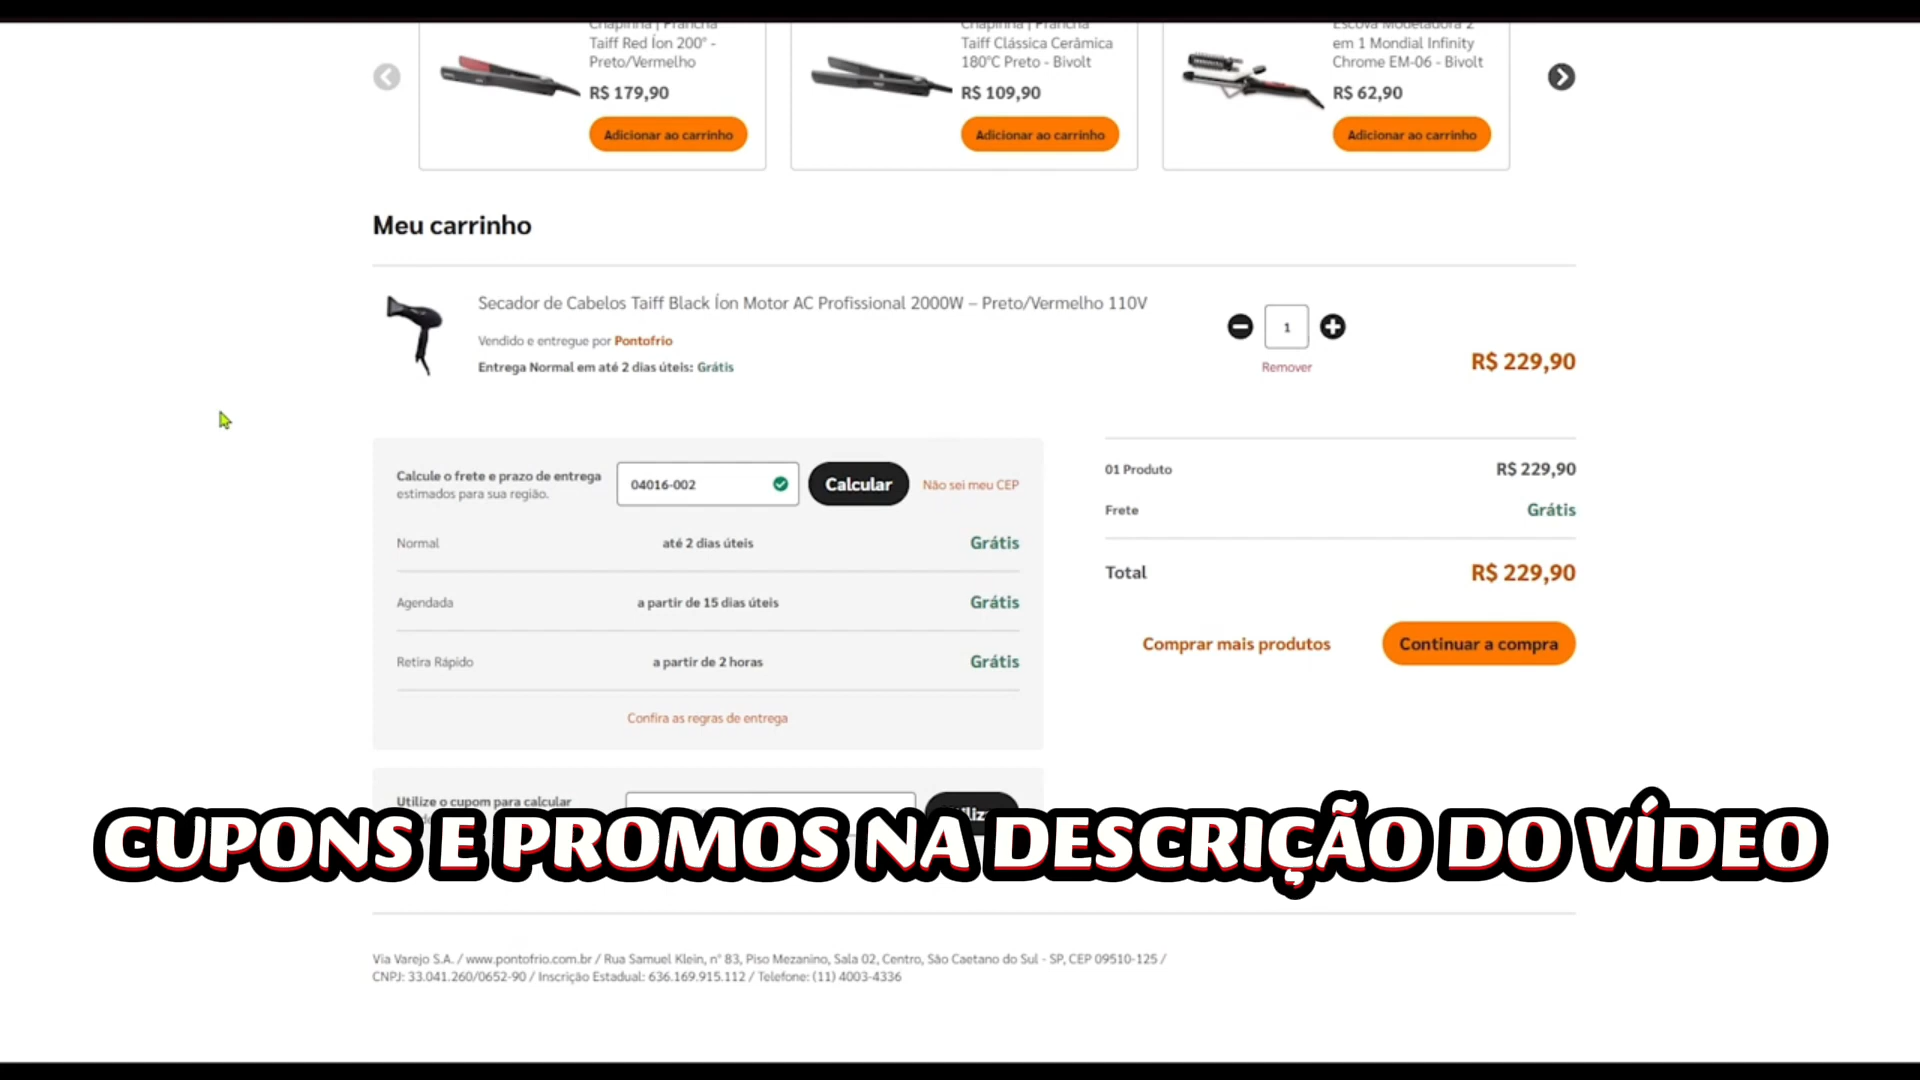 Chapinha | Prancha
Taiff Red Íon 200° -
Preto/Vermelho
R$ 179,90
Adicionar ao carrinho
Chapinha | Prancha
Taiff Clássica Cerâmica
180°C Preto - Bivolt
R$ 109,90
Adicionar ao carrinho
Escova Modeladora 2
em 1 Mondial Infinity
Chrome EM-06 - Bivolt
R$ 62,90
Adicionar ao carrinho
Meu carrinho
Secador de Cabelos Taiff Black Íon Motor AC Profissional 2000W – Preto/Vermelho 110V
Vendido e entregue por Pontofrio
Entrega Normal em até 2 dias úteis: Grátis
1
Remover
R$ 229,90
Calcule o frete e prazo de entrega
estimados para sua região.
04016-002
Calcular
Não sei meu CEP
Normal
até 2 dias úteis
Grátis
Agendada
a partir de 15 dias úteis
Grátis
Retira Rápido
a partir de 2 horas
Grátis
Confira as regras de entrega
01 Produto
R$ 229,90
Frete
Grátis
Total
R$ 229,90
Comprar mais produtos
Continuar a compra
Utilize o cupom para calcular
CUPONS E PROMOS NA DESCRIÇÃO DO VÍDEO
Via Varejo S.A. / www.pontofrio.com.br / Rua Samuel Klein, n° 83, Piso Mezanino, Sala 02, Centro, São Caetano do Sul - SP, CEP 09510-125 /
CNPJ: 33.041.260/0652-90 / Inscrição Estadual: 636.169.915.112 / Telefone: (11) 4003-4336